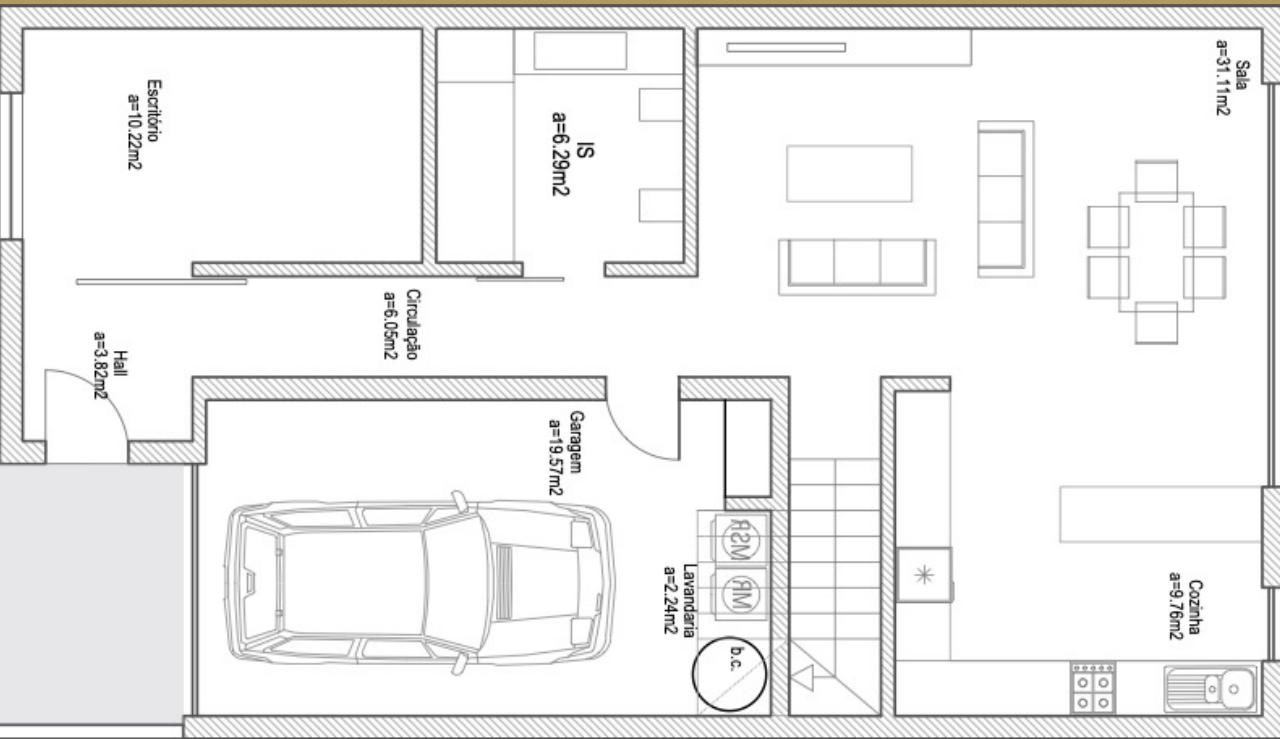 Escritório
a=10.22m2
IS
a=6.29m2
Sala
a=31.11m2
Circulação
a=6.05m2
Hall
a=3.82m2
Garagem
a=19.57m2
Lavandaria
a=2.24m2
MSR
MR
b.c.
Cozinha
a=9.76m2